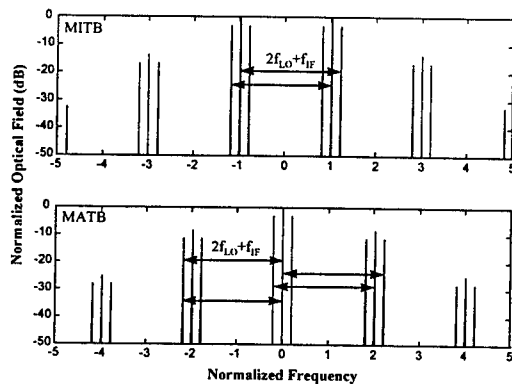 MITB
2f_LO+f_IF
Normalized Optical Field (dB)
0
-10
-20
-30
-40
-50
-5 -4 -3 -2 -1 0 1 2 3 4 5
MATB
2f_LO+f_IF
0
-10
-20
-30
-40
-50
-5 -4 -3 -2 -1 0 1 2 3 4 5
Normalized Frequency